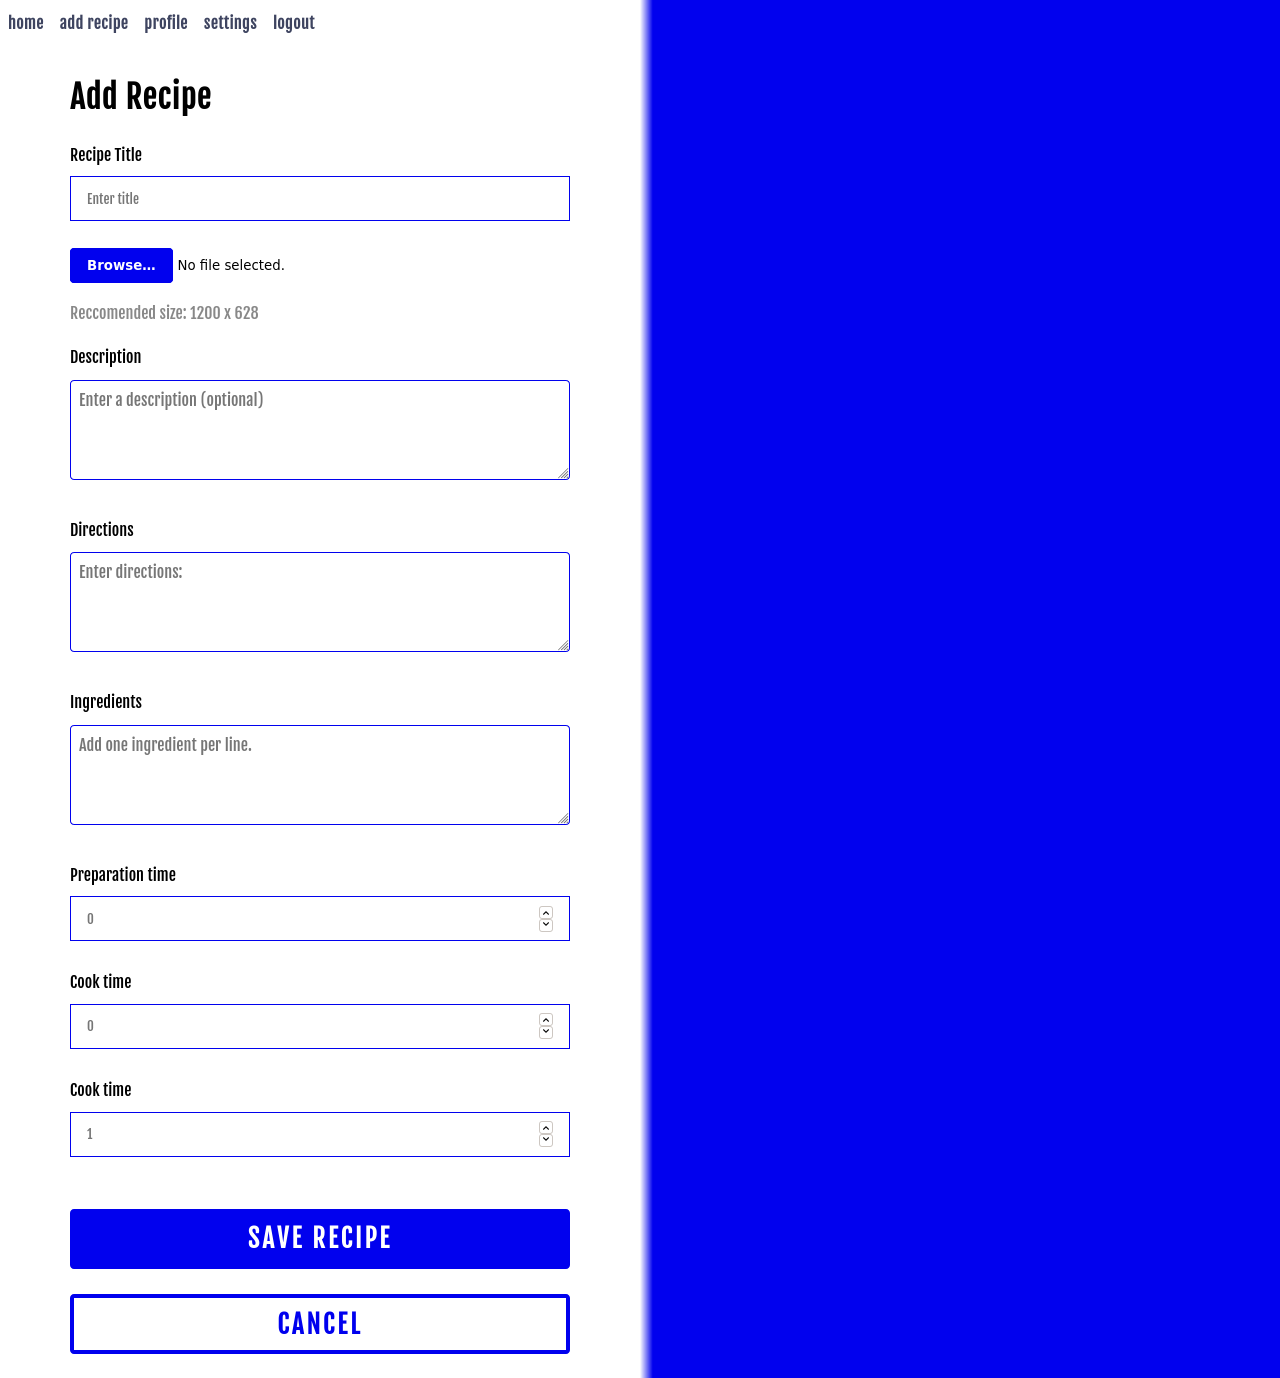 home add recipe profile settings logout
Add Recipe
Recipe Title
Enter title
Browse... No file selected.
Reccomended size: 1200 x 628
Description
Enter a description (optional)
Directions
Enter directions:
Ingredients
Add one ingredient per line.
Preparation time
0
Cook time
0
Cook time
1
SAVE RECIPE
CANCEL